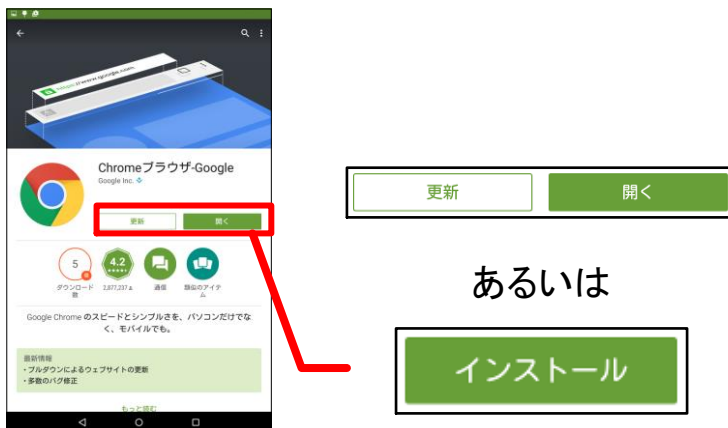 https://www.google.com
Chromeブラウザ-Google
Google Inc.
更新
開く
5
4.2
ダウンロード
数
2,877,237
通信
類似のアイテ
ム
Google Chrome のスピードとシンプルさを、パソコンだけでな
く、モバイルでも。
最新情報
・プルダウンによるウェブサイトの更新
・多数のバグ修正
もっと読む
更新
開く
あるいは
インストール